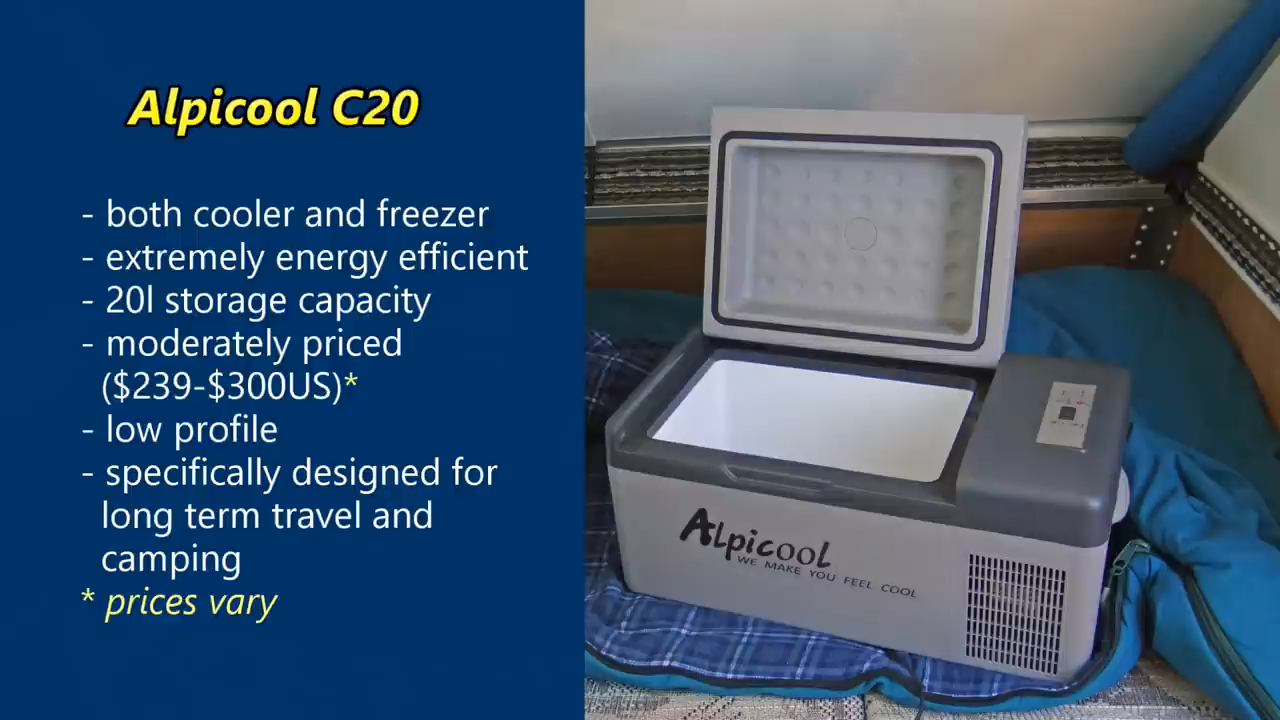 Alpicool C20
- both cooler and freezer
- extremely energy efficient
- 20l storage capacity
- moderately priced
($239-$300US)*
- low profile
- specifically designed for
long term travel and
camping
* prices vary
ALpicooL
WE MAKE YOU FEEL COOL